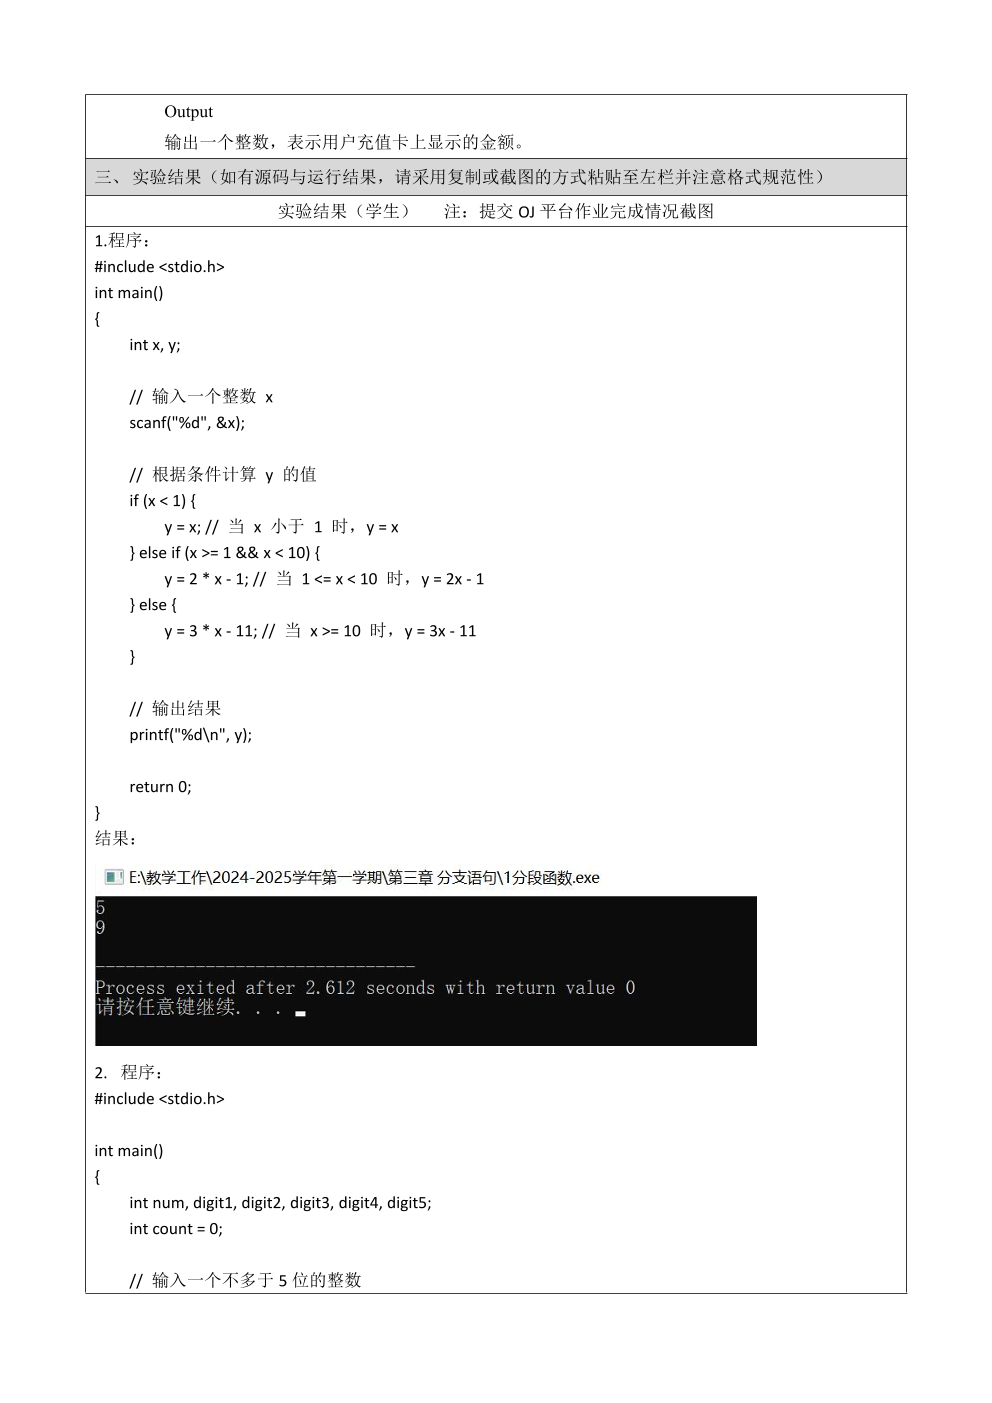 Output
输出一个整数，表示用户充值卡上显示的金额。
三、实验结果（如有源码与运行结果，请采用复制或截图的方式粘贴至左栏并注意格式规范性）
实验结果（学生） 注：提交 OJ 平台作业完成情况截图
1.程序：
#include <stdio.h>
int main()
{
int x, y;
// 输入一个整数 x
scanf("%d", &x);
// 根据条件计算 y 的值
if (x < 1) {
y = x; // 当 x 小于 1 时，y = x
} else if (x >= 1 && x < 10) {
y = 2 * x - 1; // 当 1 <= x < 10 时，y = 2x - 1
} else {
y = 3 * x - 11; // 当 x >= 10 时，y = 3x - 11
}
// 输出结果
printf("%d\n", y);
return 0;
}
结果：
E:\教学工作\2024-2025学年第一学期\第三章 分支语句\1分段函数.exe
5
9
--------------------------------
Process exited after 2.612 seconds with return value 0
请按任意键继续. . .
2. 程序：
#include <stdio.h>
int main()
{
int num, digit1, digit2, digit3, digit4, digit5;
int count = 0;
// 输入一个不多于 5 位的整数